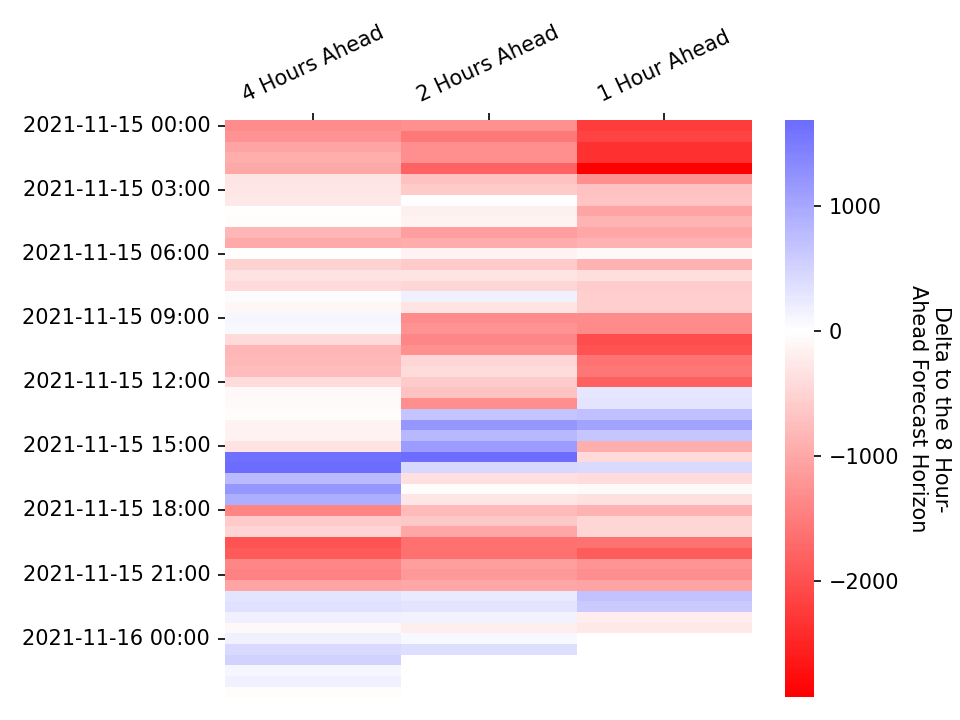 4 Hours Ahead
2 Hours Ahead
1 Hour Ahead
2021-11-15 00:00
2021-11-15 03:00
2021-11-15 06:00
2021-11-15 09:00
2021-11-15 12:00
2021-11-15 15:00
2021-11-15 18:00
2021-11-15 21:00
2021-11-16 00:00
1000
0
−1000
−2000
Delta to the 8 Hour-
Ahead Forecast Horizon